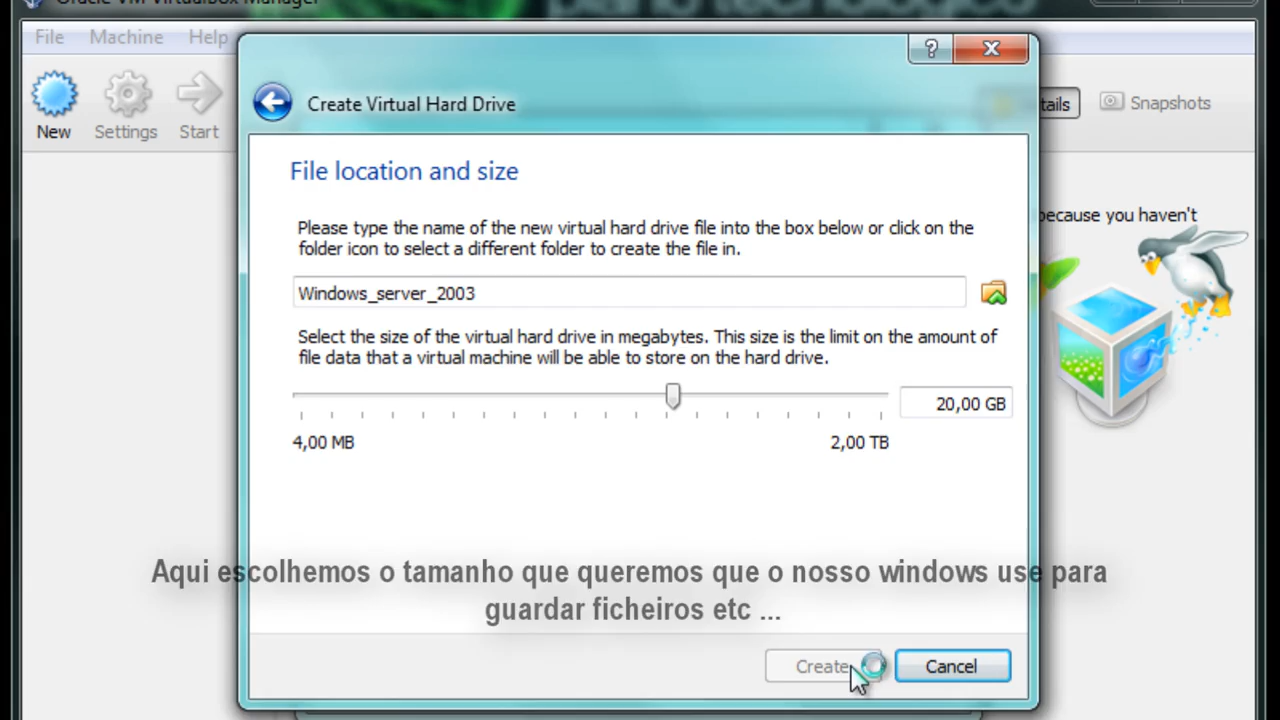 Oracle VM VirtualBox Manager
plano tecnológico
File Machine Help
Create Virtual Hard Drive
New Settings Start
tails Snapshots
File location and size
because you haven't
Please type the name of the new virtual hard drive file into the box below or click on the
folder icon to select a different folder to create the file in.
Windows_server_2003
Select the size of the virtual hard drive in megabytes. This size is the limit on the amount of
file data that a virtual machine will be able to store on the hard drive.
20,00 GB
4,00 MB 2,00 TB
Aqui escolhemos o tamanho que queremos que o nosso windows use para
guardar ficheiros etc ...
Create Cancel